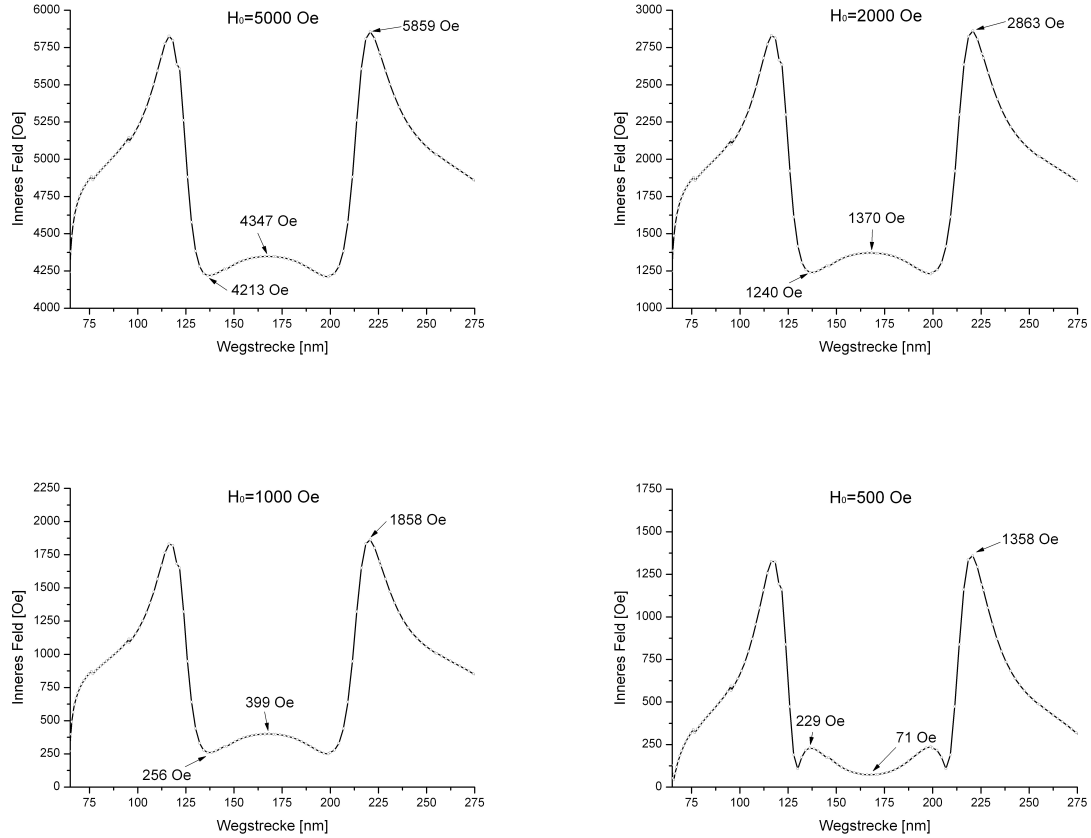 H₀=5000 Oe
Inneres Feld [Oe]
6000
5750
5500
5250
5000
4750
4500
4250
4000
5859 Oe
4347 Oe
4213 Oe
75 100 125 150 175 200 225 250 275
Wegstrecke [nm]
H₀=2000 Oe
Inneres Feld [Oe]
3000
2750
2500
2250
2000
1750
1500
1250
1000
2863 Oe
1370 Oe
1240 Oe
75 100 125 150 175 200 225 250 275
Wegstrecke [nm]
H₀=1000 Oe
Inneres Feld [Oe]
2250
2000
1750
1500
1250
1000
750
500
250
0
1858 Oe
399 Oe
256 Oe
75 100 125 150 175 200 225 250 275
Wegstrecke [nm]
H₀=500 Oe
Inneres Feld [Oe]
1750
1500
1250
1000
750
500
250
0
1358 Oe
229 Oe
71 Oe
75 100 125 150 175 200 225 250 275
Wegstrecke [nm]